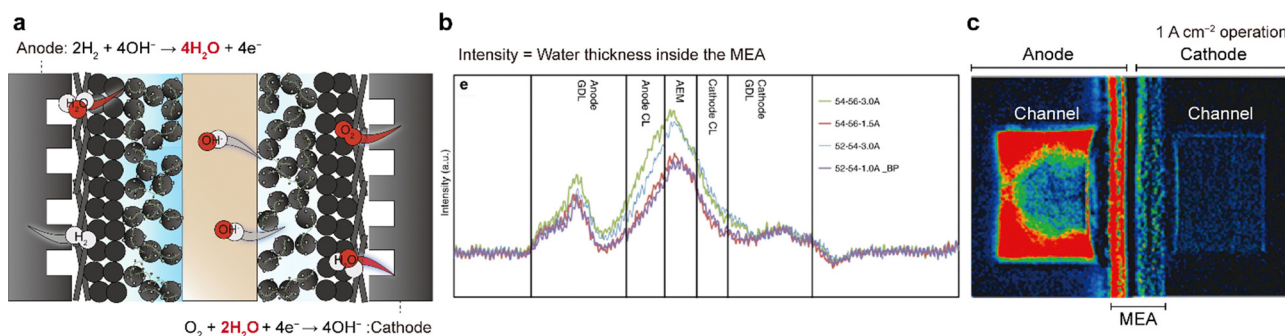 a
Anode: 2H₂ + 4OH⁻ → 4H₂O + 4e⁻
H₂O
OH⁻
O₂
OH⁻
H₂
H₂O
O₂ + 2H₂O + 4e⁻ → 4OH⁻ :Cathode
b
Intensity = Water thickness inside the MEA
e
Intensity (a.u.)
Anode GDL
Anode CL
AEM
Cathode CL
Cathode GDL
54-56-3.0A
54-56-1.5A
52-54-3.0A
52-54-1.0A _BP
c
1 A cm⁻² operation
Anode
Cathode
Channel
Channel
MEA